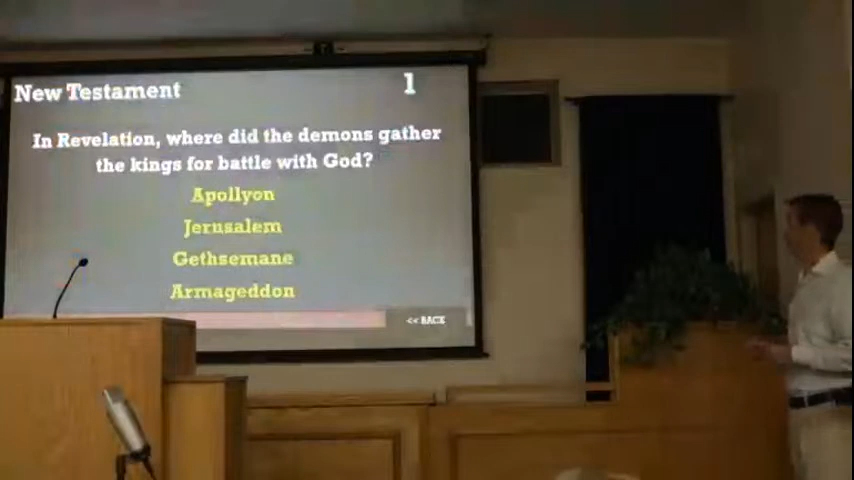 New Testament 1
In Revelation, where did the demons gather
the kings for battle with God?
Apollyon
Jerusalem
Gethsemane
Armageddon
<< BACK